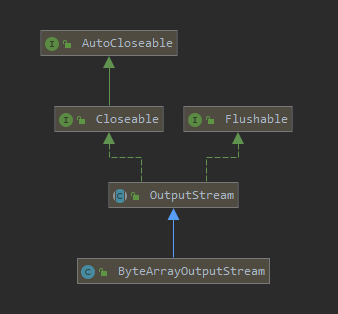 I AutoCloseable
I Closeable
I Flushable
C OutputStream
C ByteArrayOutputStream